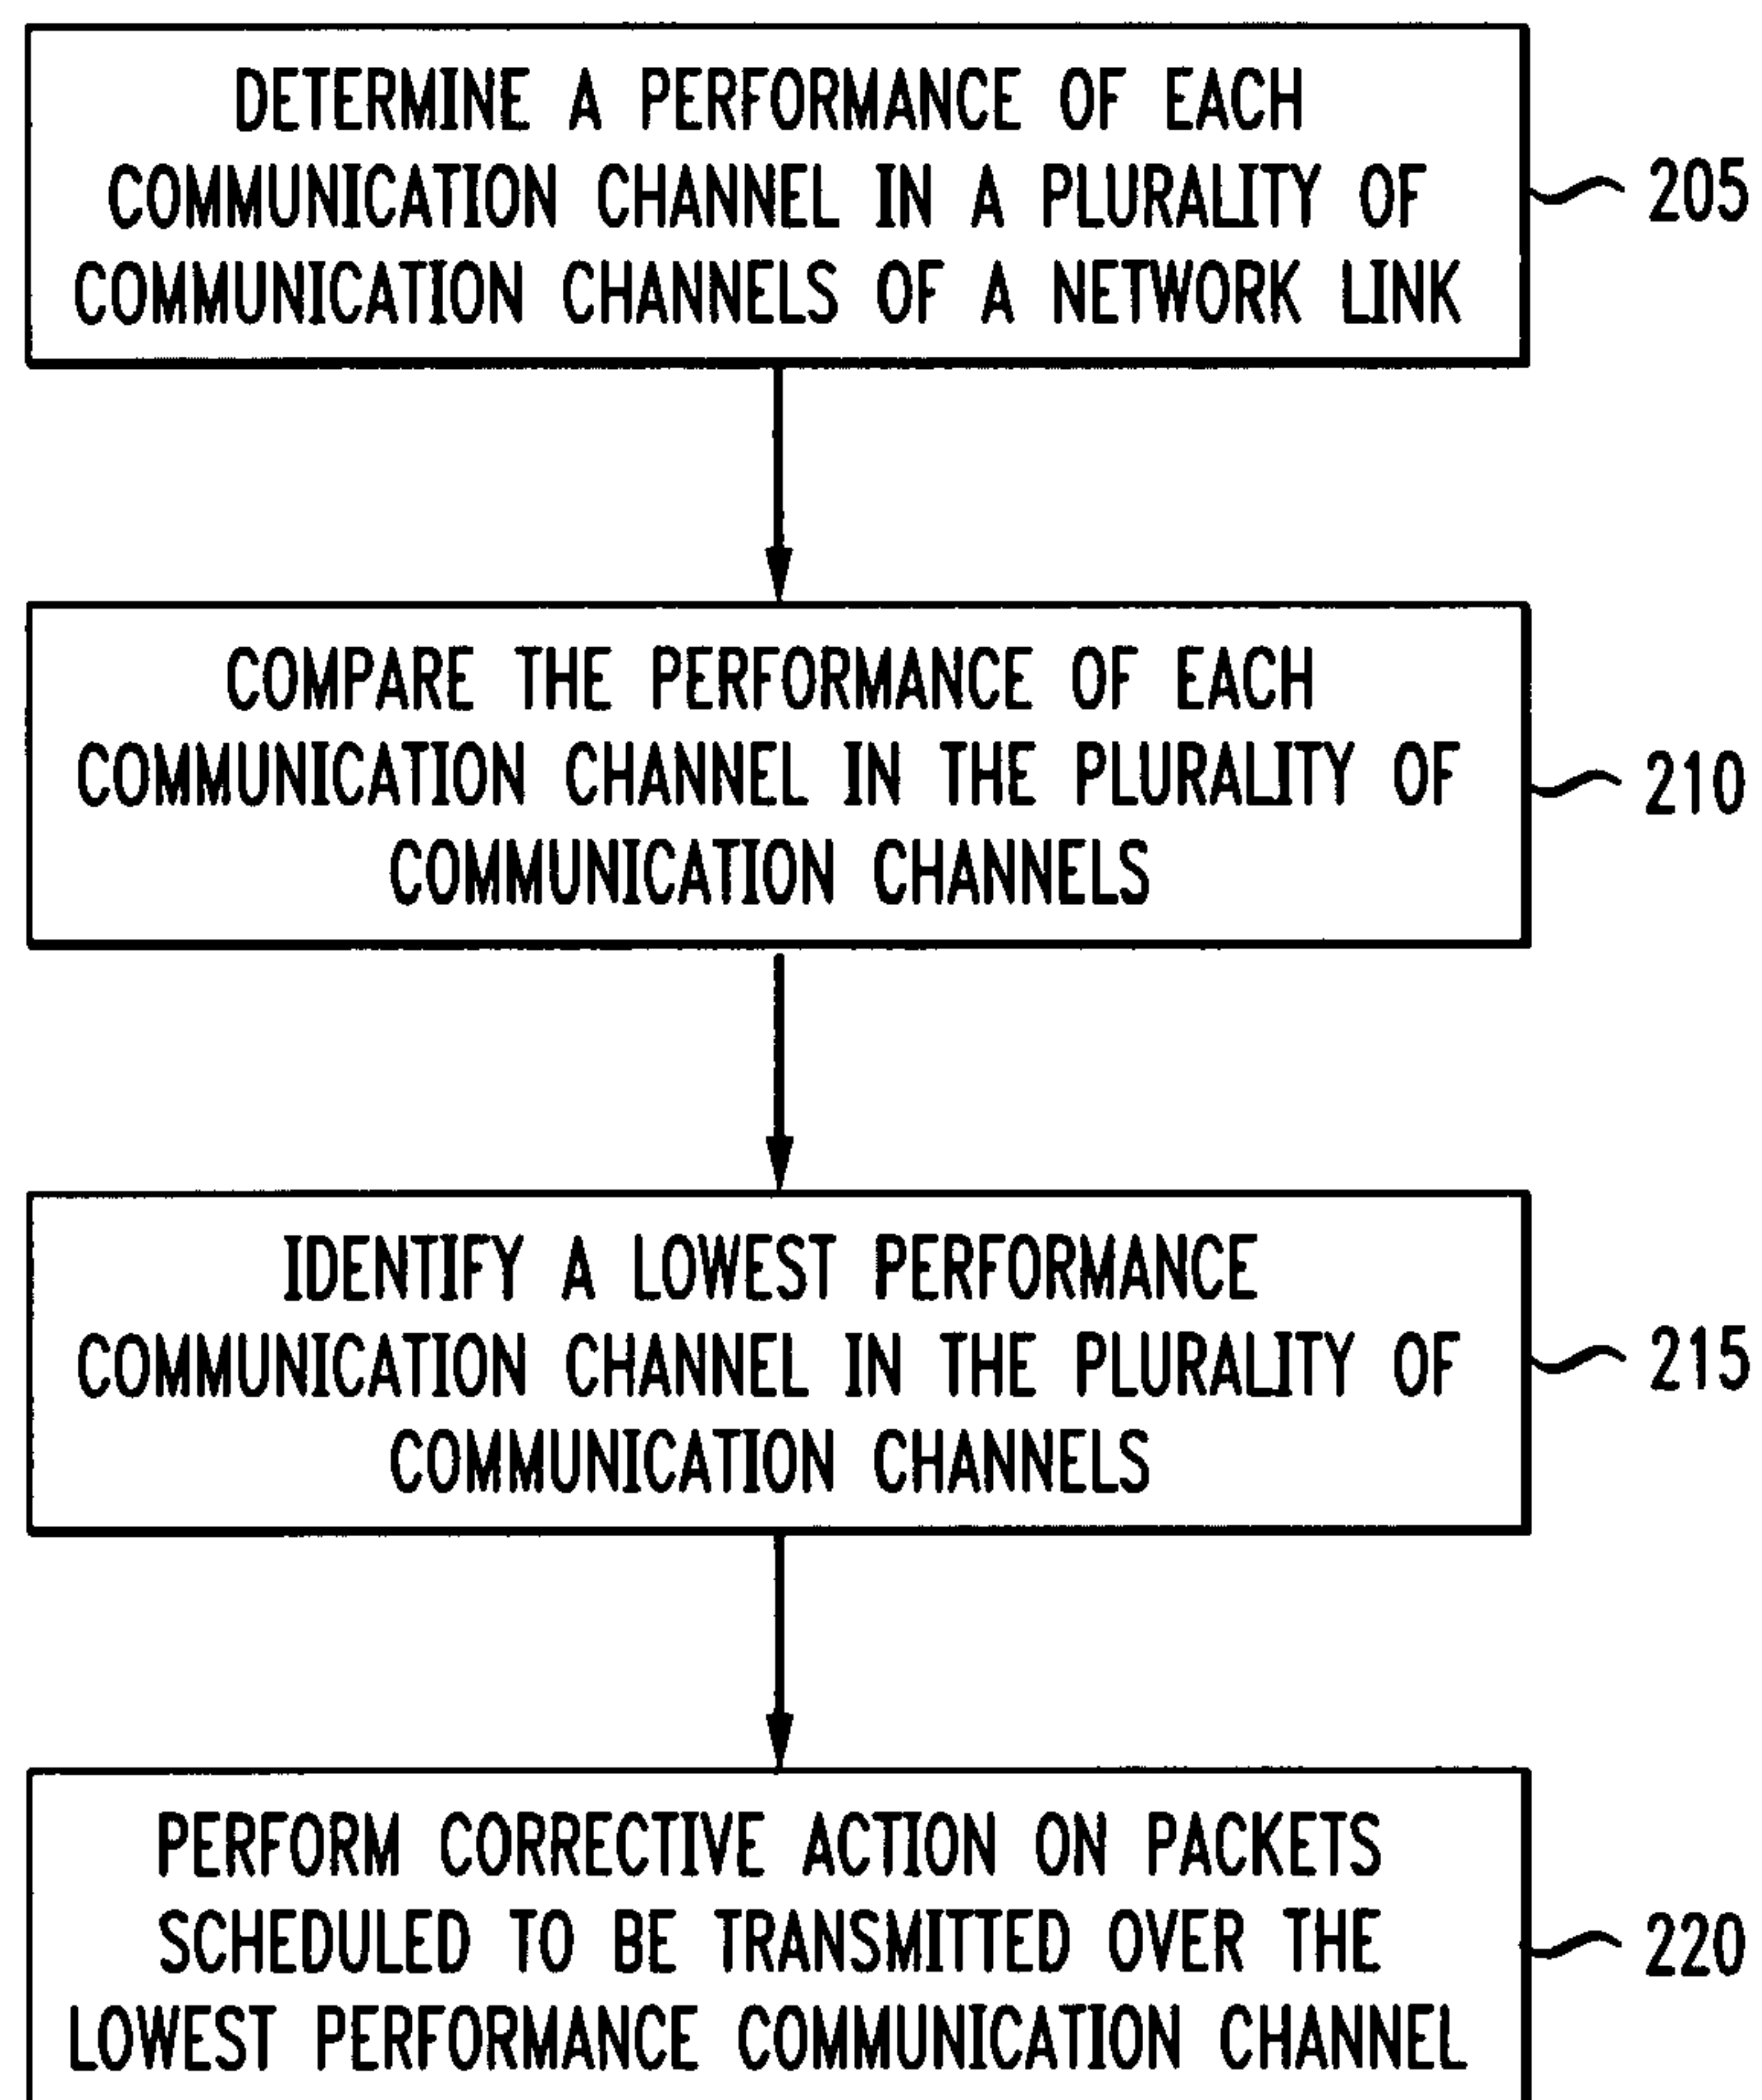 DETERMINE A PERFORMANCE OF EACH
COMMUNICATION CHANNEL IN A PLURALITY OF
COMMUNICATION CHANNELS OF A NETWORK LINK
205
COMPARE THE PERFORMANCE OF EACH
COMMUNICATION CHANNEL IN THE PLURALITY OF
COMMUNICATION CHANNELS
210
IDENTIFY A LOWEST PERFORMANCE
COMMUNICATION CHANNEL IN THE PLURALITY OF
COMMUNICATION CHANNELS
215
PERFORM CORRECTIVE ACTION ON PACKETS
SCHEDULED TO BE TRANSMITTED OVER THE
LOWEST PERFORMANCE COMMUNICATION CHANNEL
220